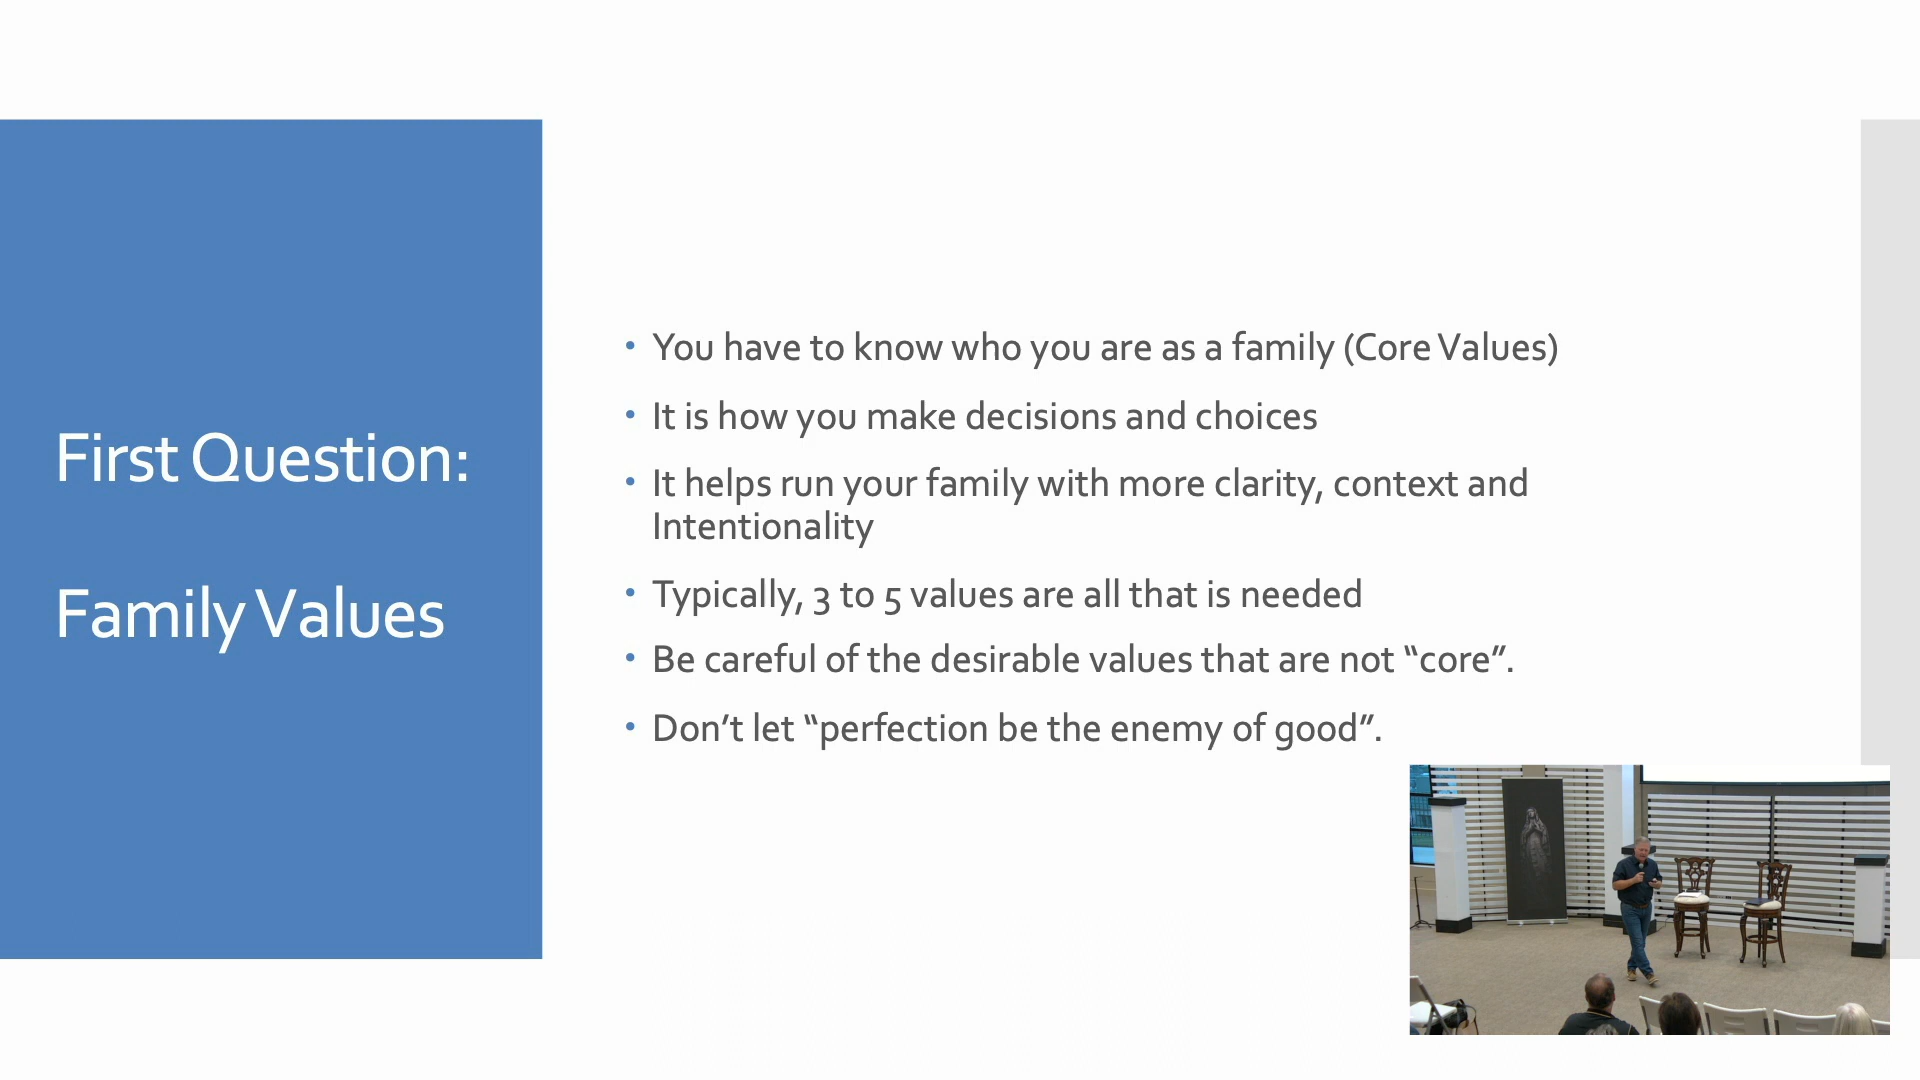 First Question:
Family Values
• You have to know who you are as a family (Core Values)
• It is how you make decisions and choices
• It helps run your family with more clarity, context and
Intentionality
• Typically, 3 to 5 values are all that is needed
• Be careful of the desirable values that are not “core”.
• Don’t let “perfection be the enemy of good”.